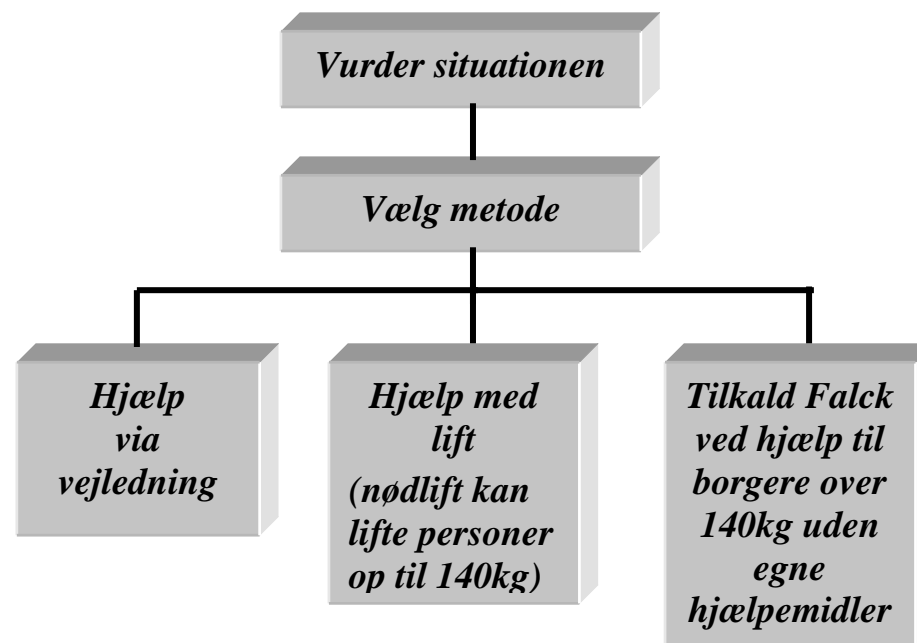 Vurder situationen
Vælg metode
Hjælp
via
vejledning
Hjælp med
lift
(nødlift kan
lifte personer
op til 140kg)
Tilkald Falck
ved hjælp til
borgere over
140kg uden
egne
hjælpemidler